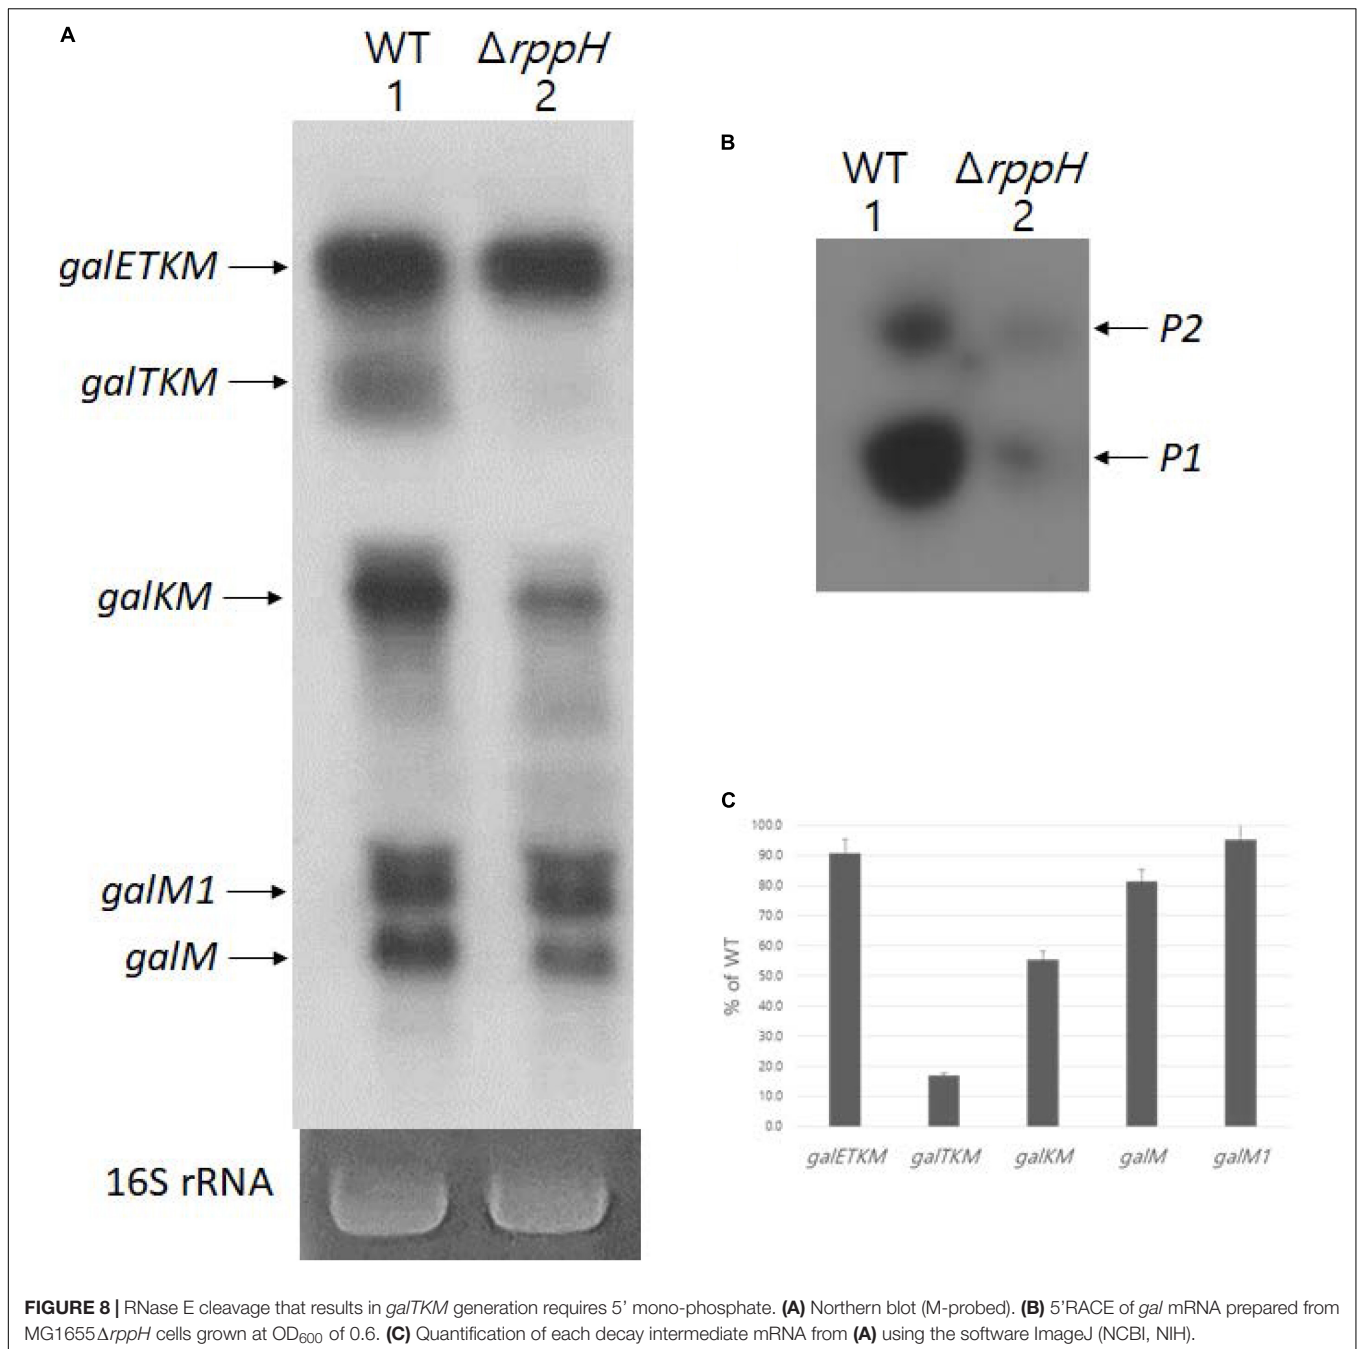 A
WT ΔrppH
1 2
galETKM
galTKM
galKM
galM1
galM
16S rRNA
B
WT ΔrppH
1 2
P2
P1
C
% of WT
100.0
90.0
80.0
70.0
60.0
50.0
40.0
30.0
20.0
10.0
0.0
galETKM galTKM galKM galM galM1
FIGURE 8 | RNase E cleavage that results in galTKM generation requires 5’ mono-phosphate. (A) Northern blot (M-probed). (B) 5’RACE of gal mRNA prepared from
MG1655ΔrppH cells grown at OD600 of 0.6. (C) Quantification of each decay intermediate mRNA from (A) using the software ImageJ (NCBI, NIH).